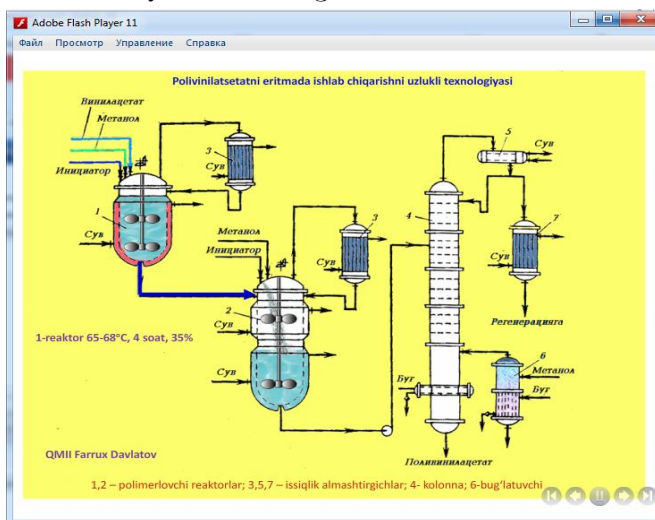 Adobe Flash Player 11
Файл Просмотр Управление Справка
Polivinilatsetatni eritmada ishlab chiqarishni uzlukli texnologiyasi
Винилацетат
Метанол
Инициатор
1
Сув
3
Сув
Метанол
Инициатор
2
Сув
Сув
3
Сув
4
5
Сув
7
Сув
Регенерацияга
6
Метанол
Буг
Буг
Поливинилацетат
1-reaktor 65-68°C, 4 soat, 35%
QMII Farrux Davlatov
1,2 – polimerlovchi reaktorlar; 3,5,7 – issiqlik almashtirgichlar; 4- kolonna; 6-bug‘latuvchi